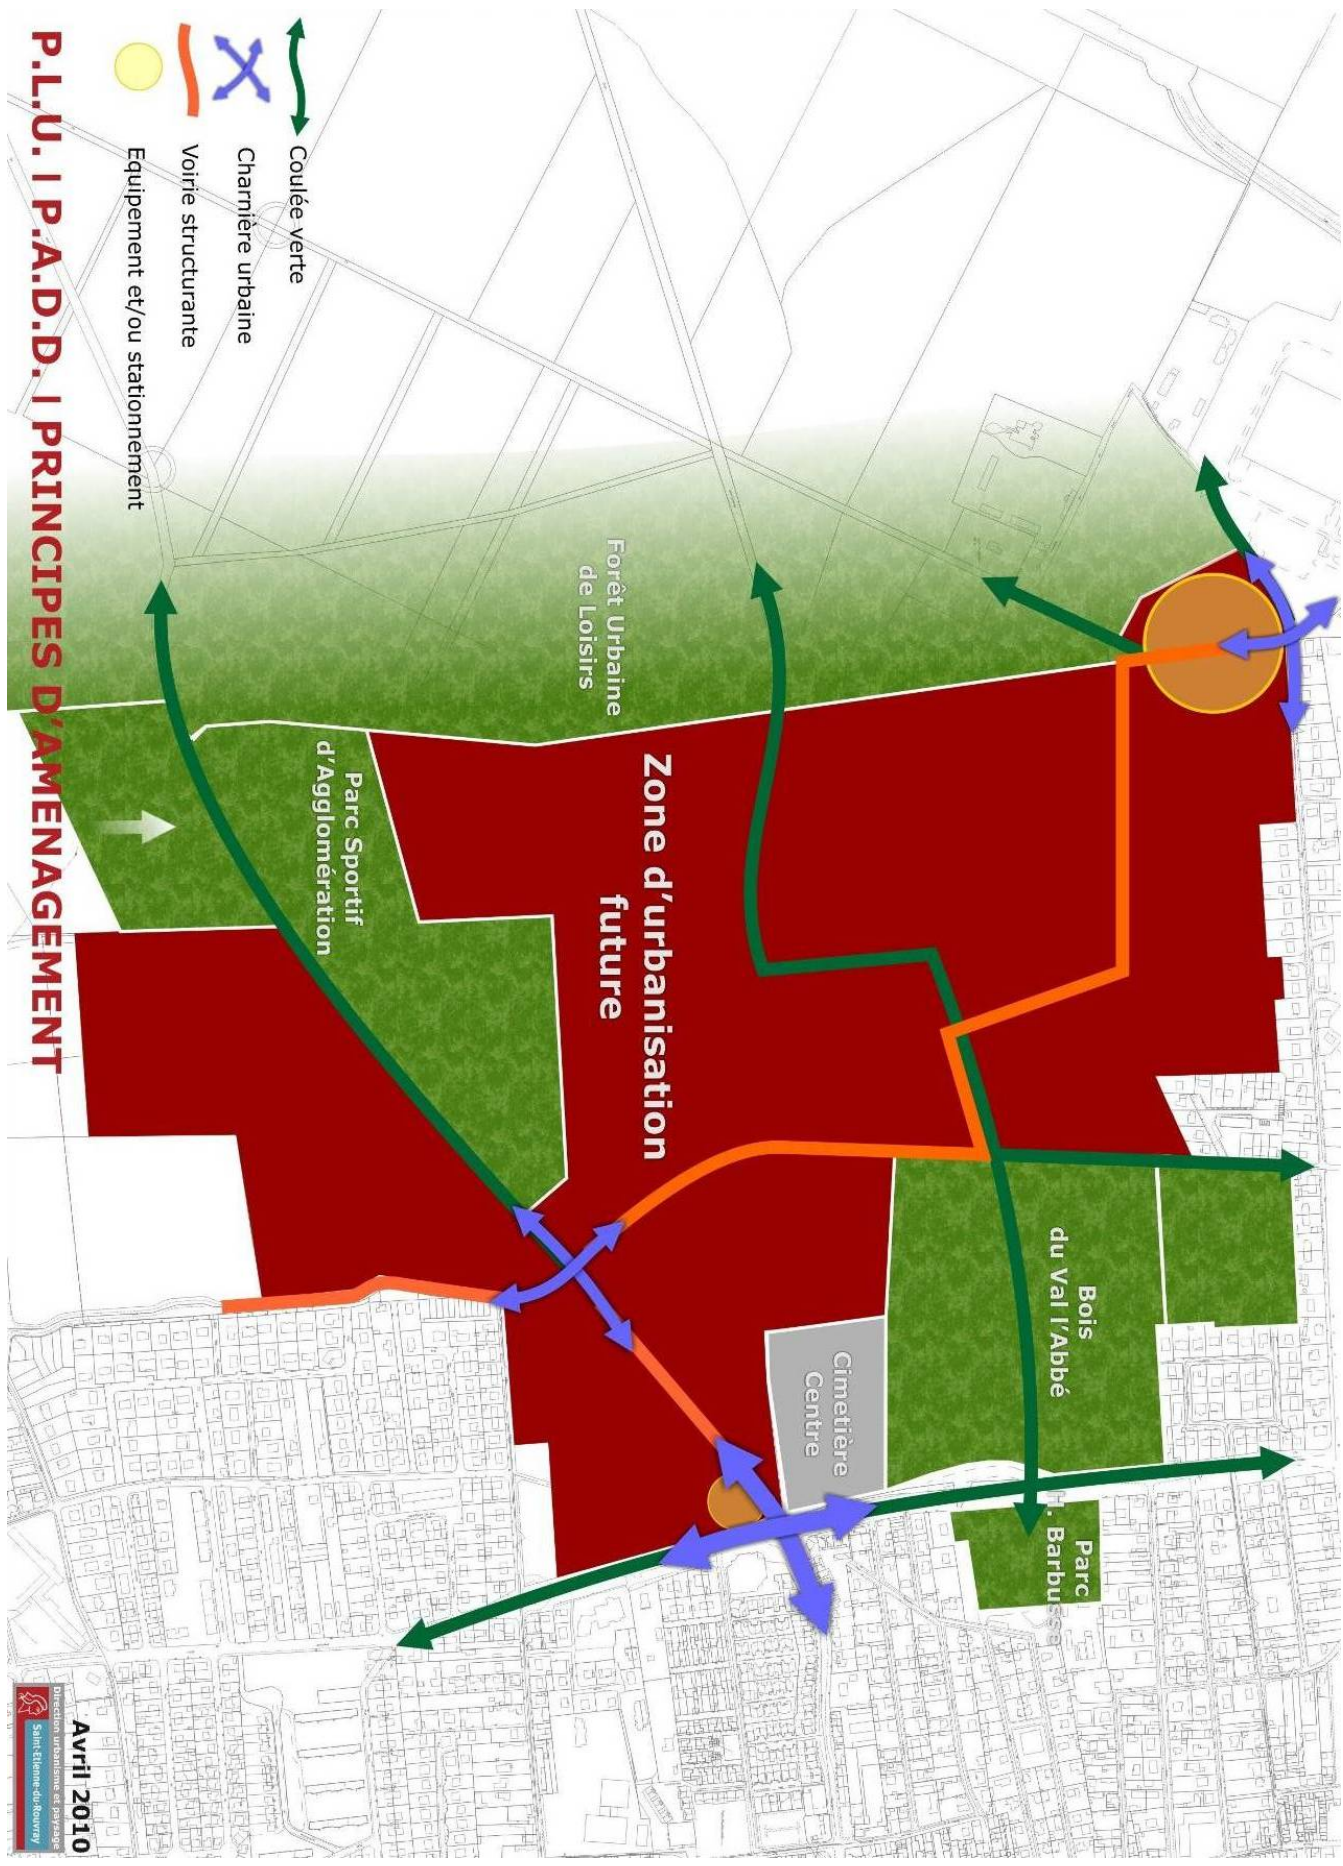 P.L.U. I P.A.D.D. I PRINCIPES D'AMENAGEMENT
Coulée verte
Charnière urbaine
Voirie structurante
Equipement et/ou stationnement
Forêt Urbaine
de Loisirs
Parc Sportif
d'Agglomération
Zone d'urbanisation
future
Bois
du Val l'Abbé
Cimetière
Centre
Parc
H. Barbusse
Avril 2010
Direction urbanisme et paysage
Saint-Etienne-du-Rouvray